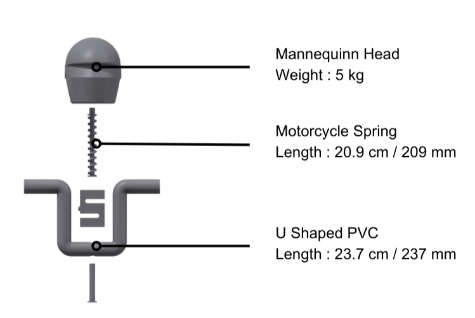 Mannequinn Head
Weight : 5 kg
Motorcycle Spring
Length : 20.9 cm / 209 mm
U Shaped PVC
Length : 23.7 cm / 237 mm